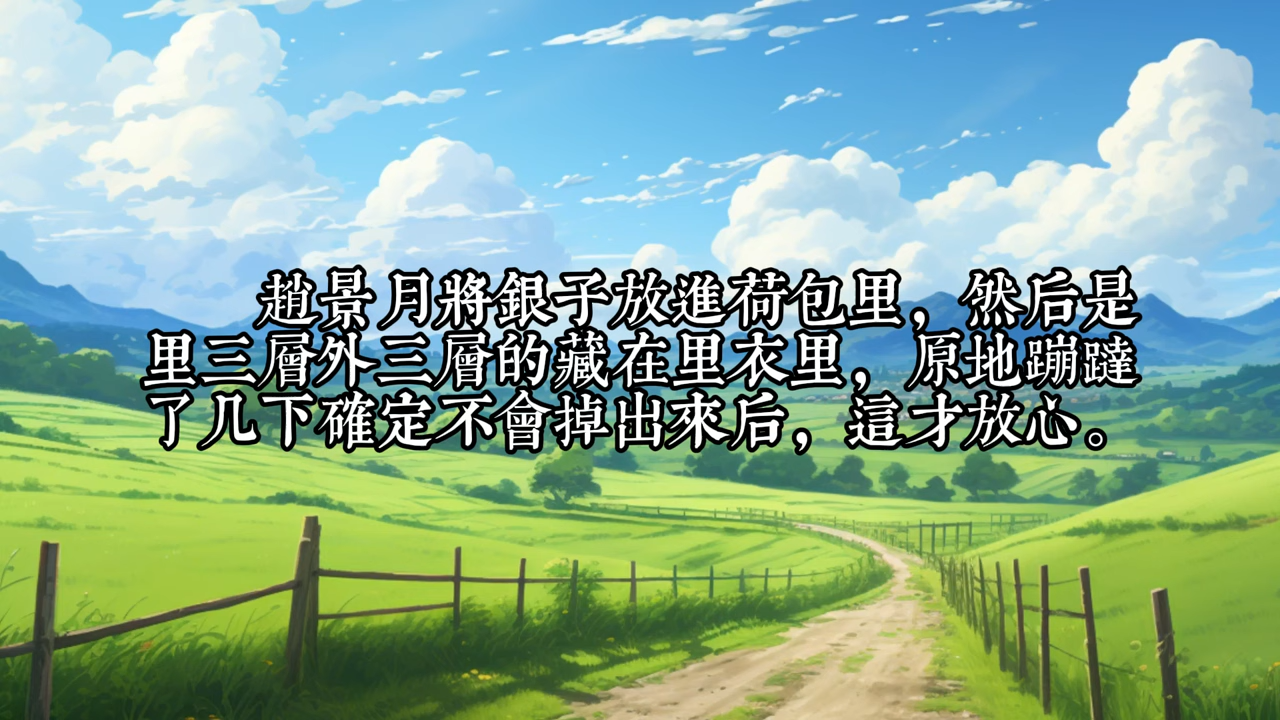 趙景月將銀子放進荷包里，然后是
里三層外三層的藏在里衣里，原地蹦躂
了几下確定不會掉出來后，這才放心。